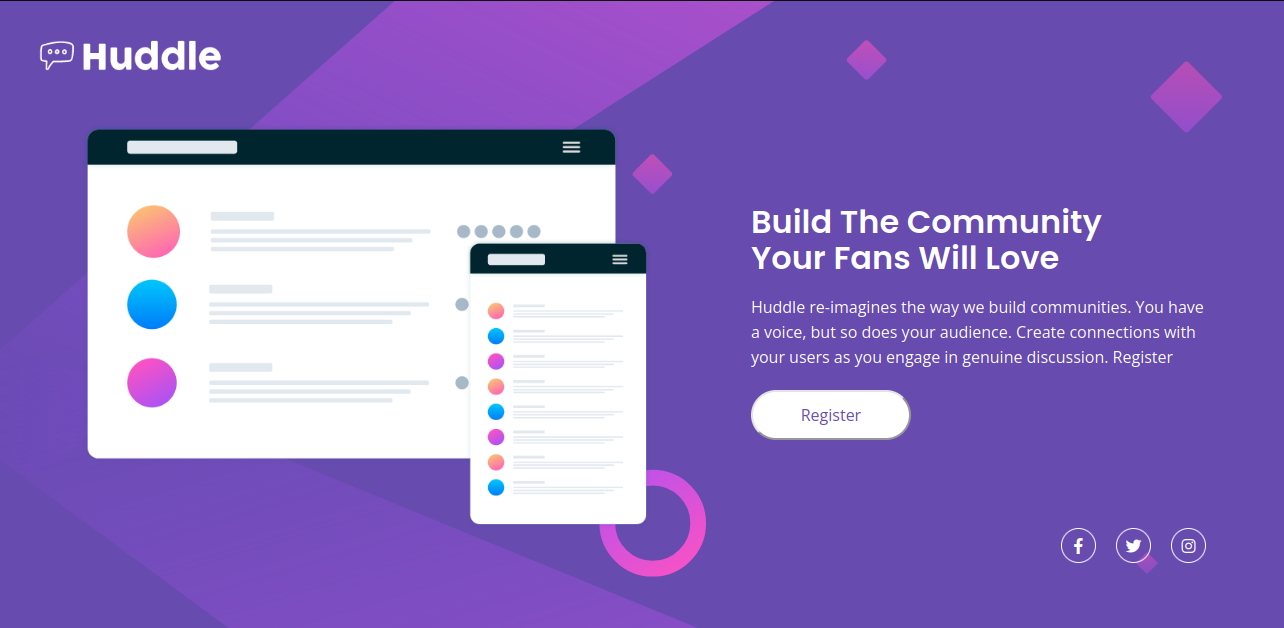 Huddle
Build The Community
Your Fans Will Love
Huddle re-imagines the way we build communities. You have
a voice, but so does your audience. Create connections with
your users as you engage in genuine discussion. Register
Register